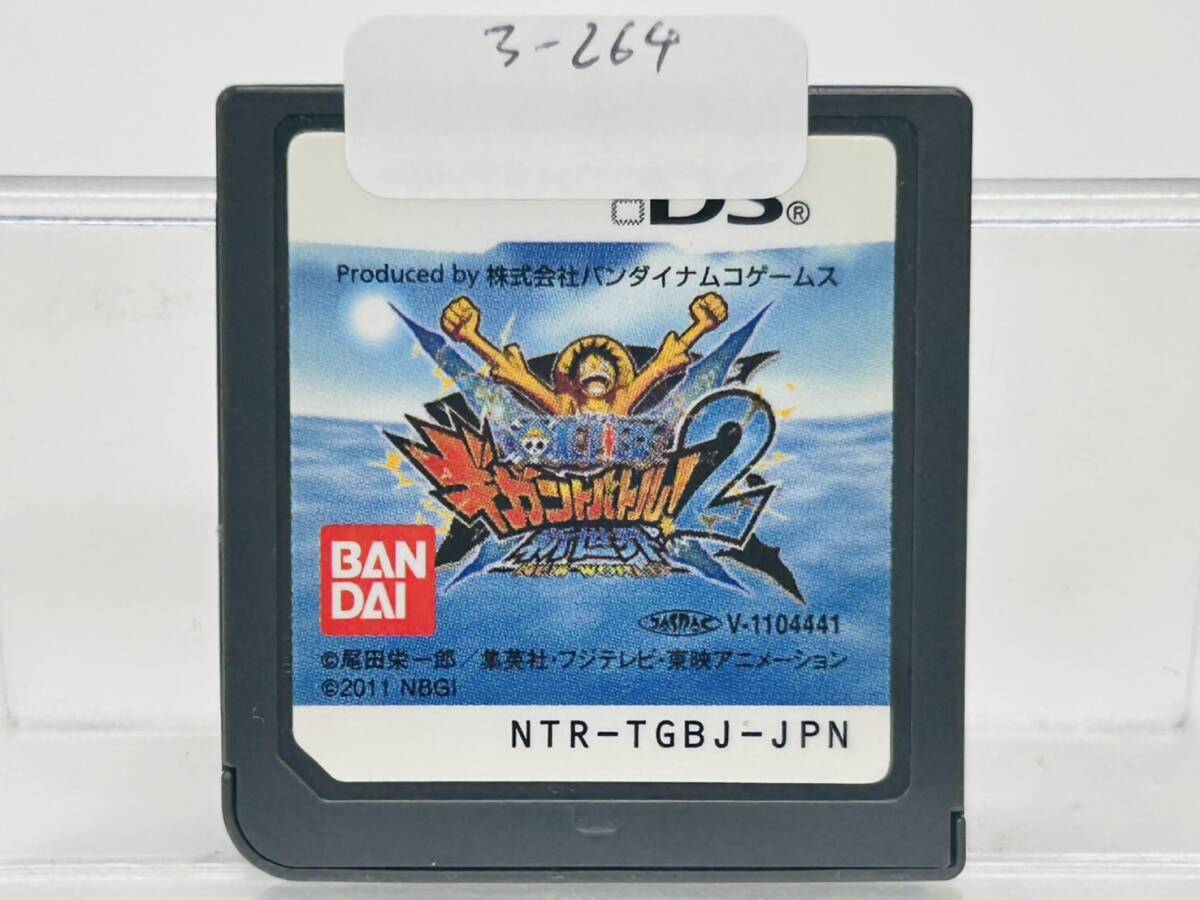 3-264
DS®
Produced by 株式会社バンダイナムコゲームス
ONE PIECE
ギガントバトル!2
新世界
NEW WORLD
BAN
DAI
JASRAC V-1104441
©尾田栄一郎／集英社・フジテレビ・東映アニメーション
©2011 NBGI
NTR-TGBJ-JPN